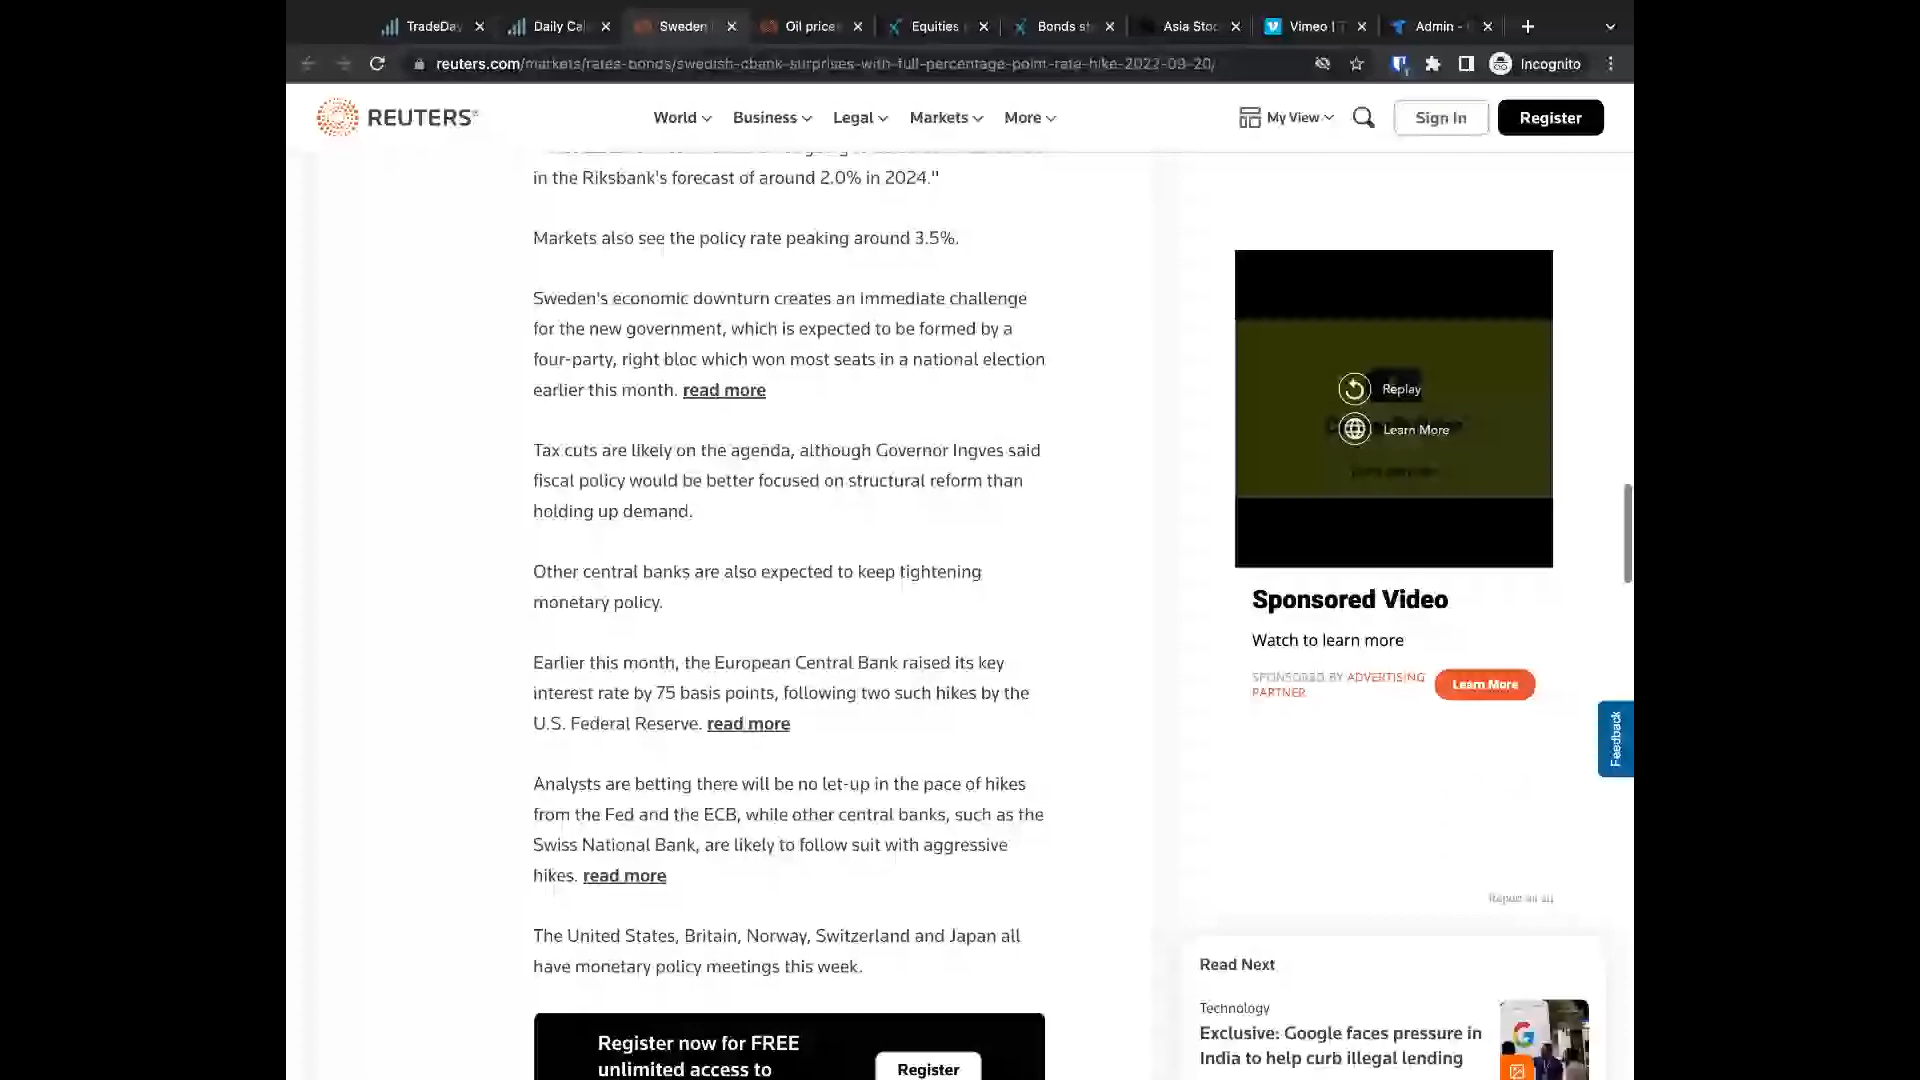 TradeDay
Daily Cal
Sweden
Oil price
Equities
Bonds st
Asia Stoc
Vimeo |
Admin -
reuters.com/markets/rates-bonds/swedish-cbank-surprises-with-full-percentage-point-rate-hike-2022-09-20/
Incognito
REUTERS
World
Business
Legal
Markets
More
My View
Sign In
Register
in the Riksbank's forecast of around 2.0% in 2024."
Markets also see the policy rate peaking around 3.5%.
Sweden's economic downturn creates an immediate challenge
for the new government, which is expected to be formed by a
four-party, right bloc which won most seats in a national election
earlier this month. read more
Tax cuts are likely on the agenda, although Governor Ingves said
fiscal policy would be better focused on structural reform than
holding up demand.
Other central banks are also expected to keep tightening
monetary policy.
Earlier this month, the European Central Bank raised its key
interest rate by 75 basis points, following two such hikes by the
U.S. Federal Reserve. read more
Analysts are betting there will be no let-up in the pace of hikes
from the Fed and the ECB, while other central banks, such as the
Swiss National Bank, are likely to follow suit with aggressive
hikes. read more
The United States, Britain, Norway, Switzerland and Japan all
have monetary policy meetings this week.
Register now for FREE
unlimited access to
Register
Replay
Learn More
Sponsored Video
Watch to learn more
SPONSORED BY ADVERTISING
PARTNER
Learn More
Feedback
Report an ad
Read Next
Technology
Exclusive: Google faces pressure in
India to help curb illegal lending